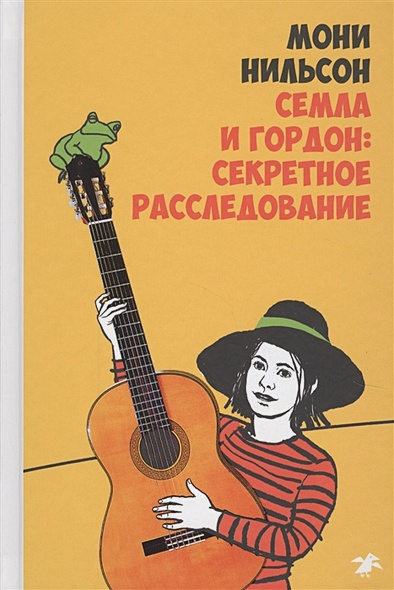 МОНИ
НИЛЬСОН
СЕМЛА
И ГОРДОН:
СЕКРЕТНОЕ
РАССЛЕДОВАНИЕ